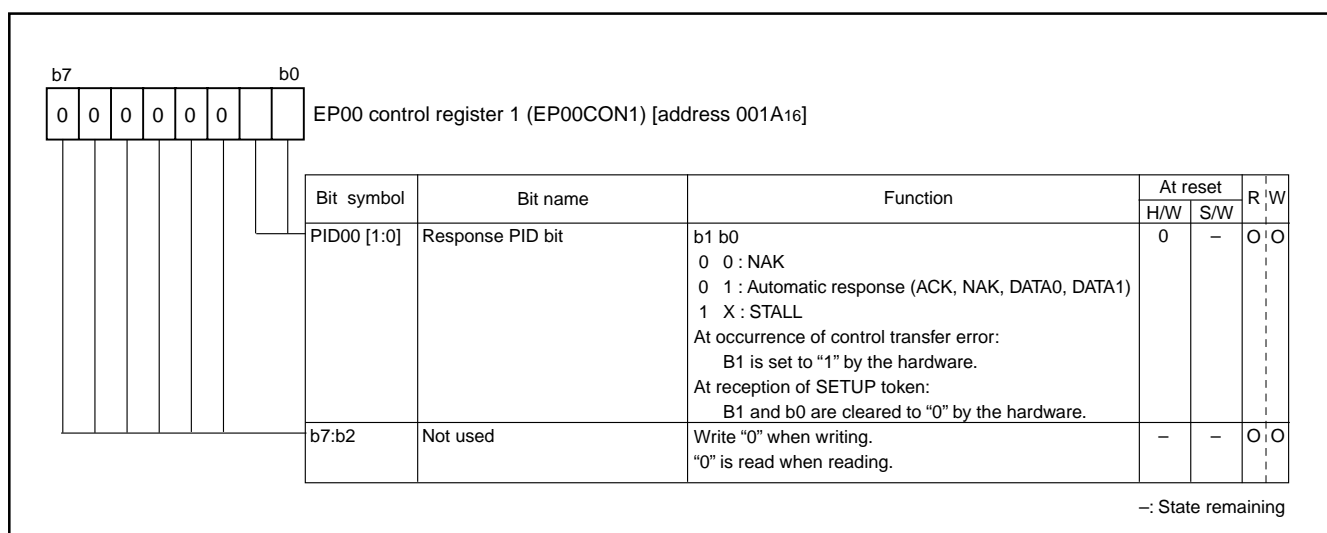 b7 b0
0 0 0 0 0 0
EP00 control register 1 (EP00CON1) [address 001A16]
Bit symbol Bit name Function At reset R W
H/W S/W
PID00 [1:0] Response PID bit b1 b0 0 – O O
0 0 : NAK
0 1 : Automatic response (ACK, NAK, DATA0, DATA1)
1 X : STALL
At occurrence of control transfer error:
B1 is set to “1” by the hardware.
At reception of SETUP token:
B1 and b0 are cleared to “0” by the hardware.
b7:b2 Not used Write “0” when writing. – – O O
“0” is read when reading.
–: State remaining